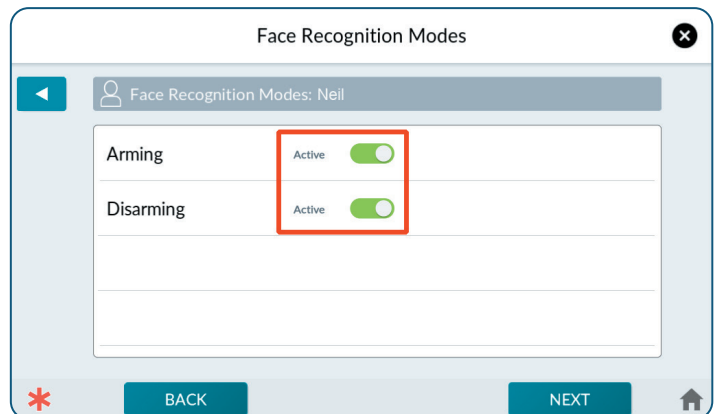 Face Recognition Modes
Face Recognition Modes: Neil
Arming Active
Disarming Active
BACK NEXT